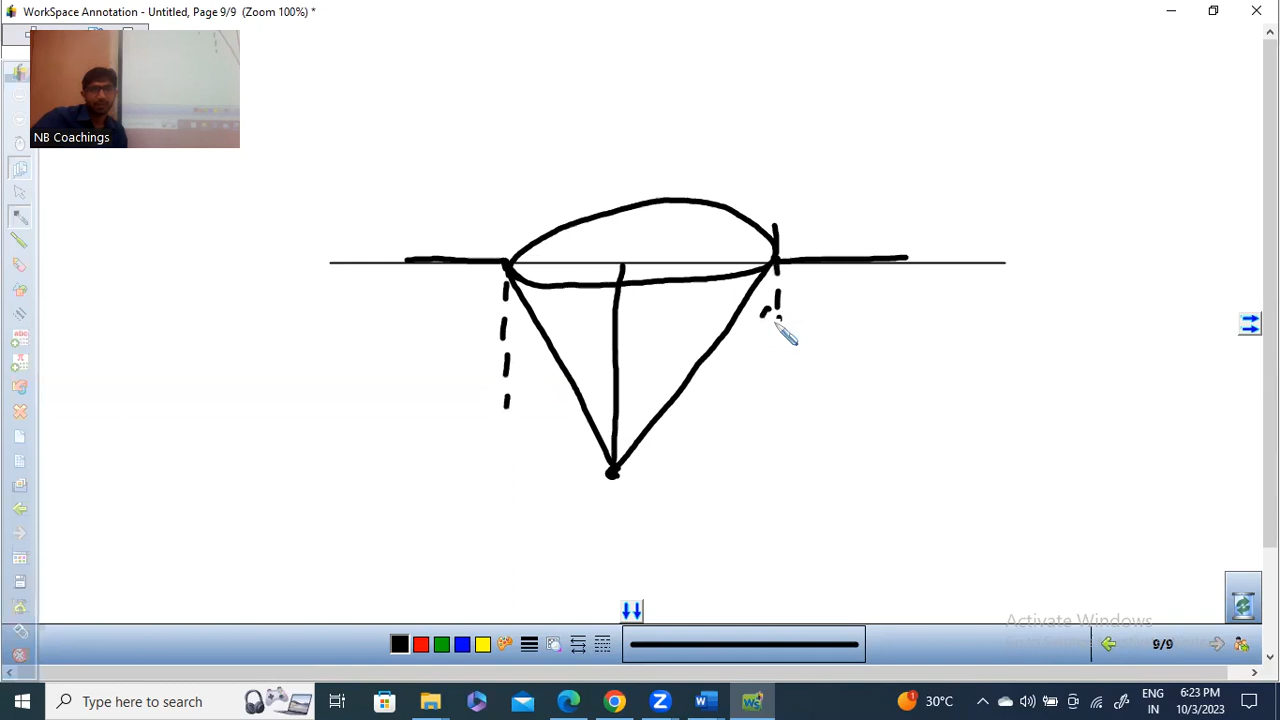 WorkSpace Annotation - Untitled, Page 9/9 (Zoom 100%) *
NB Coachings
Activate Windows
9/9
Type here to search
30°C
ENG
IN
6:23 PM
10/3/2023